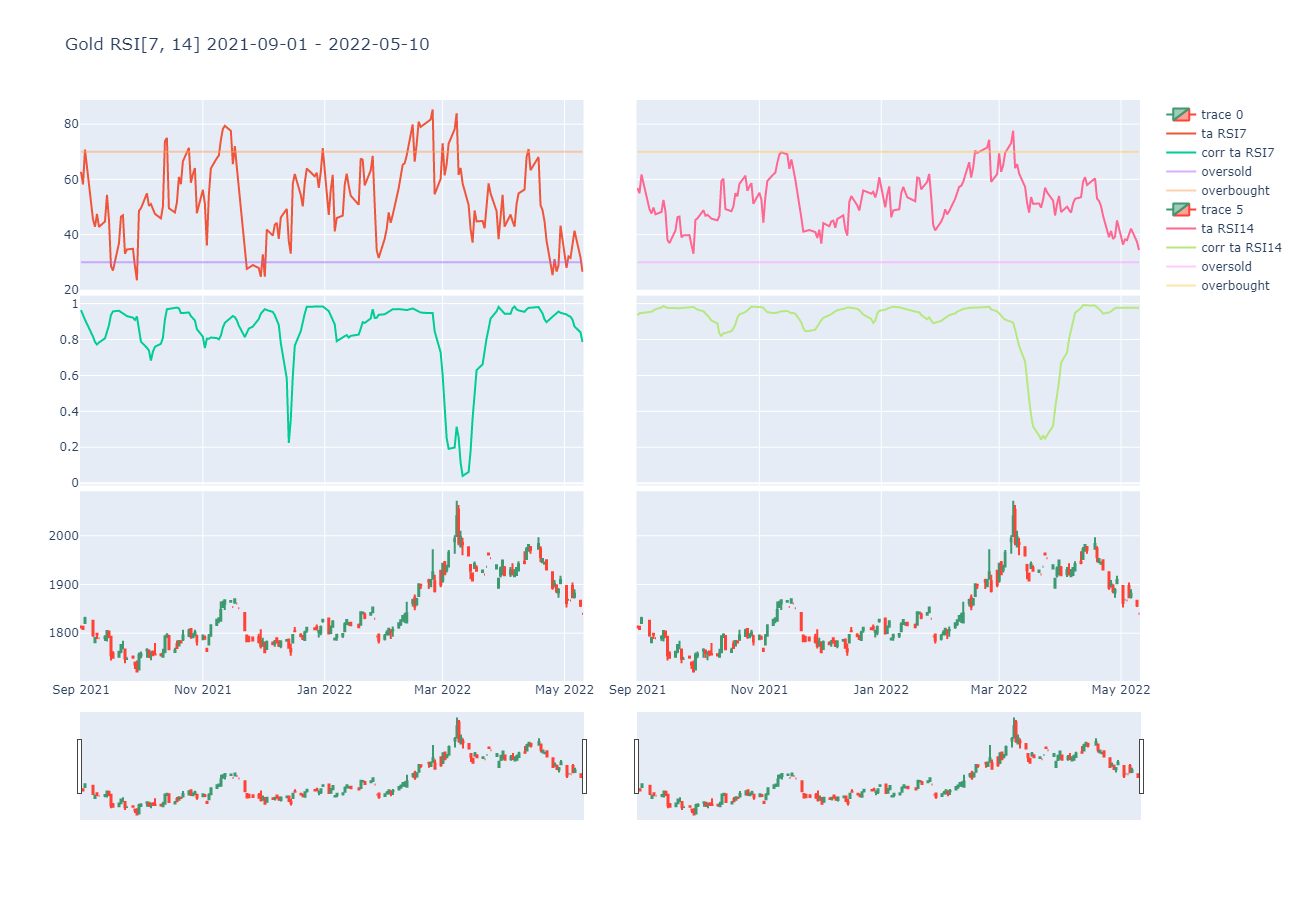 Gold RSI[7, 14] 2021-09-01 - 2022-05-10
80
60
40
20
1
0.8
0.6
0.4
0.2
0
2000
1900
1800
Sep 2021
Nov 2021
Jan 2022
Mar 2022
May 2022
Sep 2021
Nov 2021
Jan 2022
Mar 2022
May 2022
trace 0
ta RSI7
corr ta RSI7
oversold
overbought
trace 5
ta RSI14
corr ta RSI14
oversold
overbought